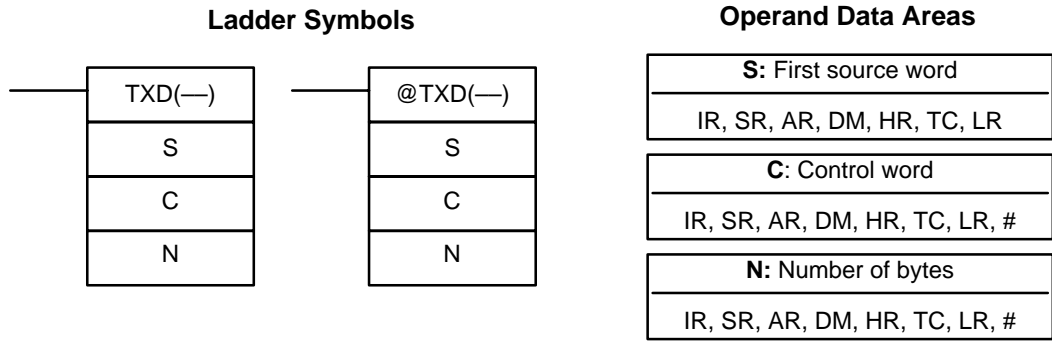 Ladder Symbols
TXD(––)
S
C
N
@TXD(––)
S
C
N
Operand Data Areas
S: First source word
IR, SR, AR, DM, HR, TC, LR
C: Control word
IR, SR, AR, DM, HR, TC, LR, #
N: Number of bytes
IR, SR, AR, DM, HR, TC, LR, #